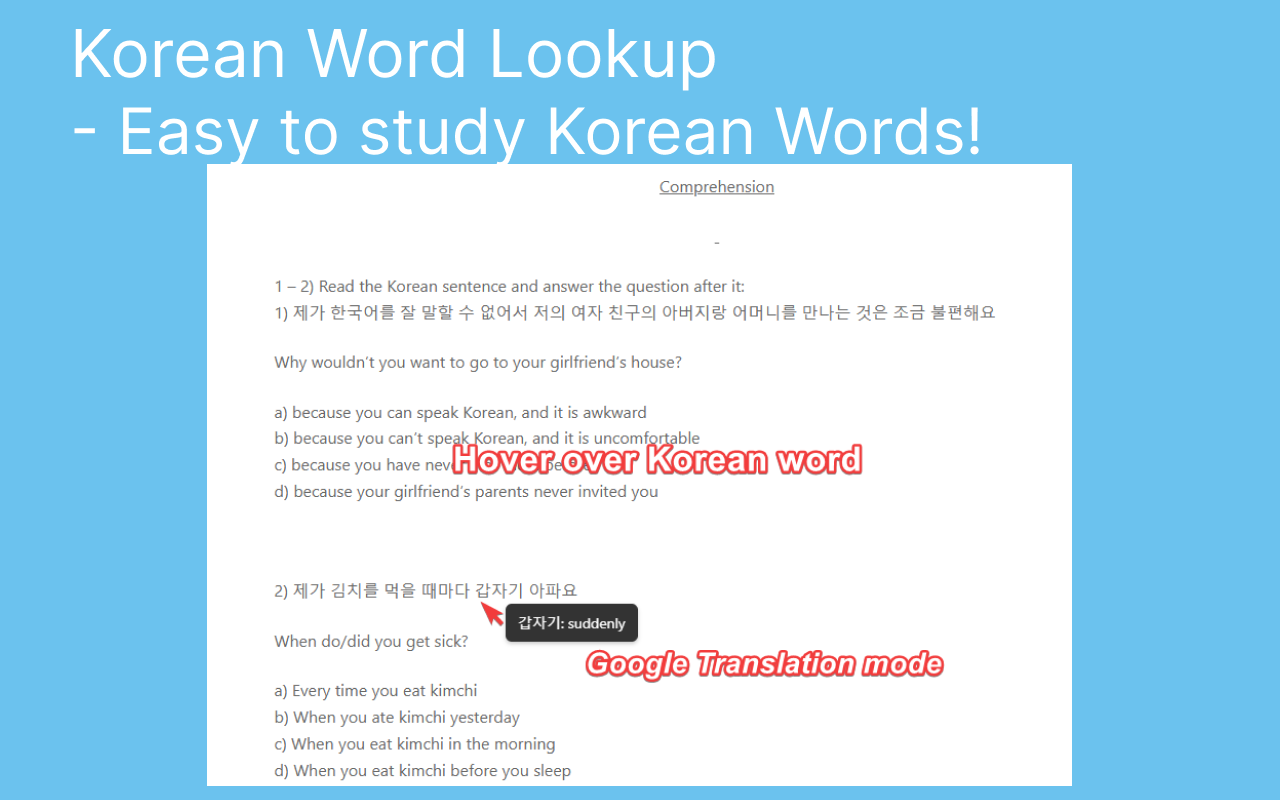 Korean Word Lookup
- Easy to study Korean Words!
Comprehension
-
1 – 2) Read the Korean sentence and answer the question after it:
1) 제가 한국어를 잘 말할 수 없어서 저의 여자 친구의 아버지랑 어머니를 만나는 것은 조금 불편해요
Why wouldn’t you want to go to your girlfriend’s house?
a) because you can speak Korean, and it is awkward
b) because you can’t speak Korean, and it is uncomfortable
Hover over Korean word
c) because you have
d) because your girlfriend’s parents never invited you
2) 제가 김치를 먹을 때마다 갑자기 아파요
갑자기: suddenly
When do/did you get sick?
Google Translation mode
a) Every time you eat kimchi
b) When you ate kimchi yesterday
c) When you eat kimchi in the morning
d) When you eat kimchi before you sleep